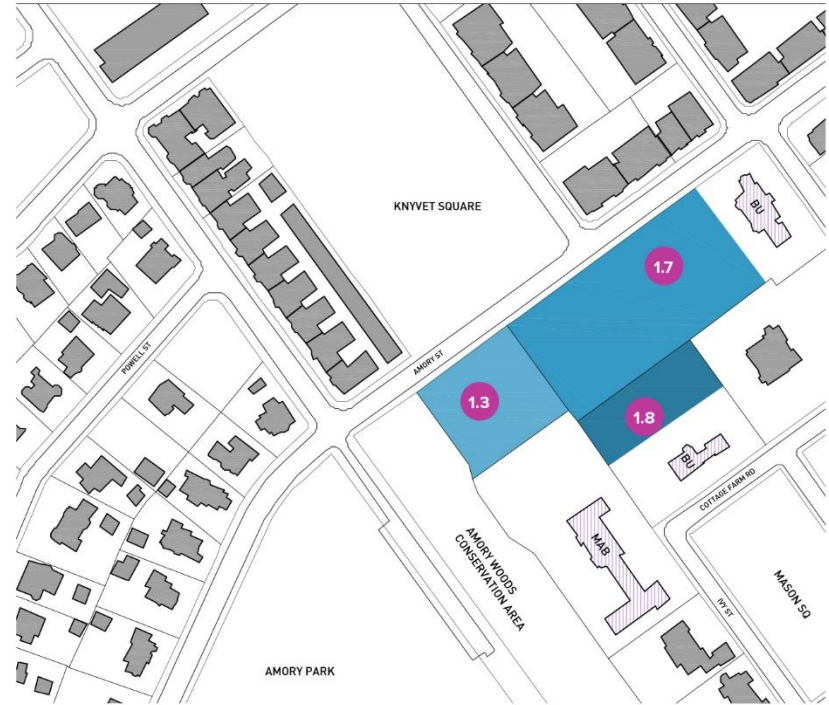 BU
KNYVET SQUARE
1.7
POWELL ST
AMORY ST
1.3
1.8
BU
COTTAGE FARM RD
AMORY WOODS
CONSERVATION AREA
MAB
MASON SQ
IVY ST
AMORY PARK